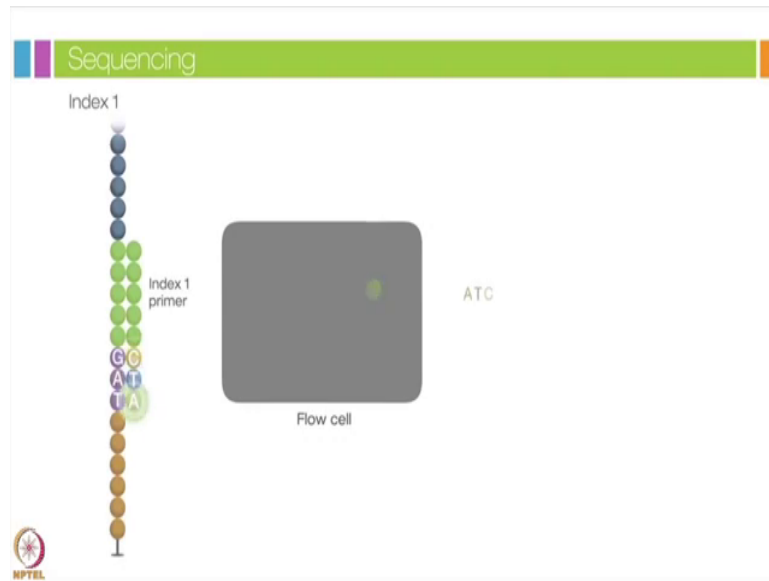 Sequencing
Index 1
Index 1
primer
G C
A T
T A
ATC
Flow cell
NPTEL